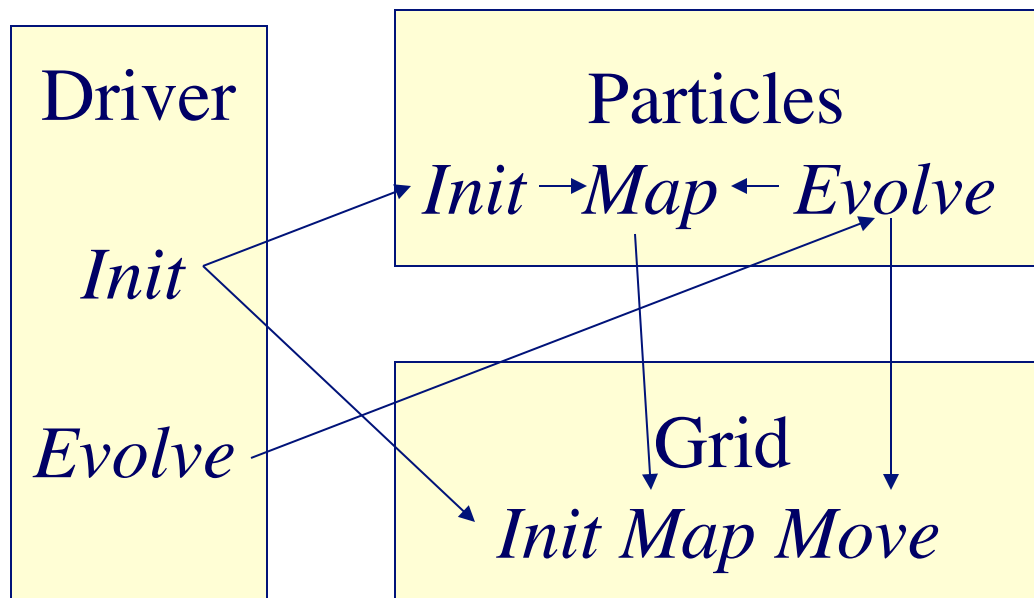 Driver
Init
Evolve
Particles
Init Map Evolve
Grid
Init Map Move